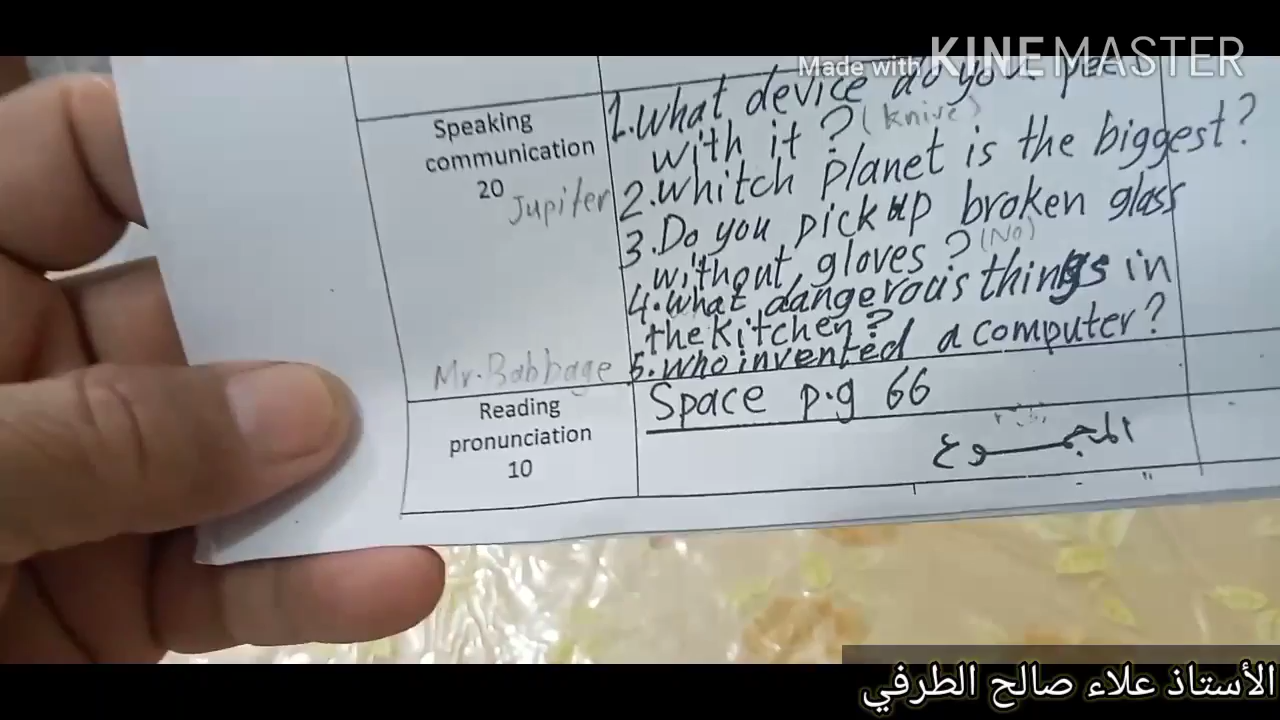 Made with KINEMASTER
Speaking
communication
20
Jupiter
1. What device do you peel
with it? (knive)
2. Whitch planet is the biggest?
3. Do you pick up broken glass
without gloves? (No)
4. What dangerous things in
the kitchen?
Mr. Babbage
5. Who invented a computer?
Reading
pronunciation
10
Space p.g 66
المجموع
الأستاذ علاء صالح الطرفي